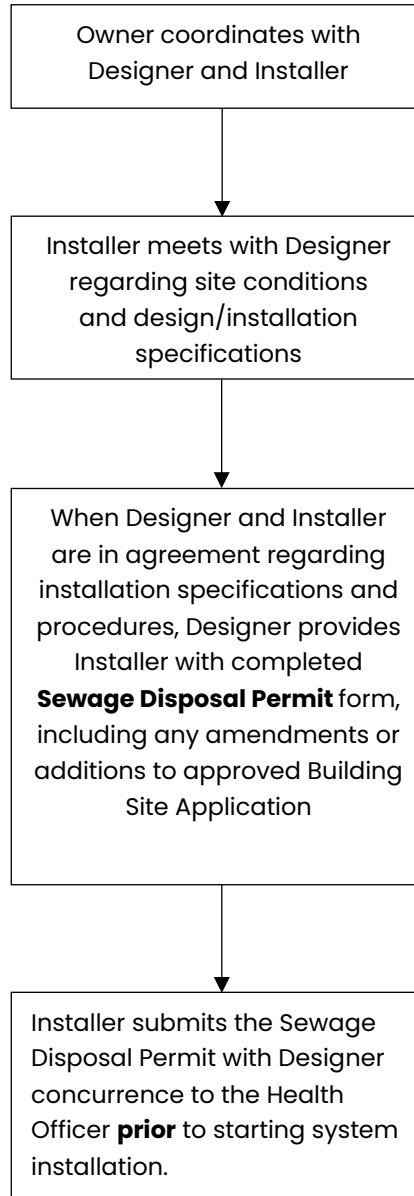 Owner coordinates with
Designer and Installer
Installer meets with Designer
regarding site conditions
and design/installation
specifications
When Designer and Installer
are in agreement regarding
installation specifications and
procedures, Designer provides
Installer with completed
Sewage Disposal Permit form,
including any amendments or
additions to approved Building
Site Application
Installer submits the Sewage
Disposal Permit with Designer
concurrence to the Health
Officer prior to starting system
installation.